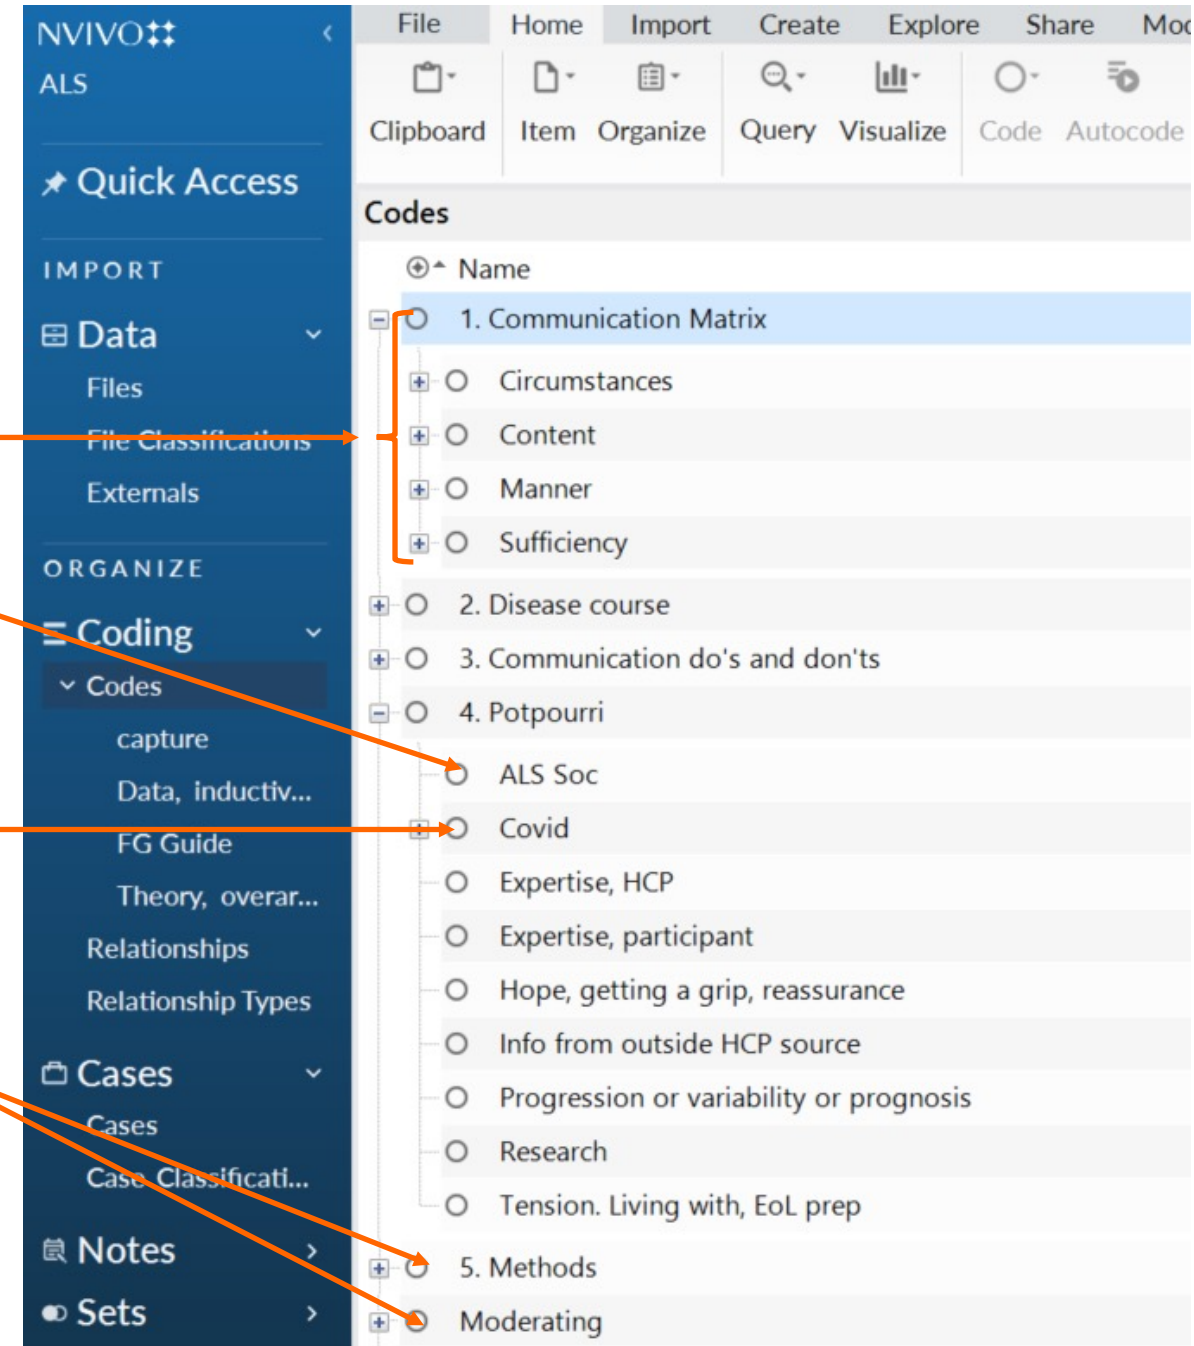 NVIVO
ALS
Quick Access
IMPORT
Data
Files
File Classifications
Externals
ORGANIZE
Coding
Codes
capture
Data, inductiv...
FG Guide
Theory, overar...
Relationships
Relationship Types
Cases
Cases
Case Classificati...
Notes
Sets
File Home Import Create Explore Share Mod
Clipboard Item Organize Query Visualize Code Autocode
Codes
Name
1. Communication Matrix
Circumstances
Content
Manner
Sufficiency
2. Disease course
3. Communication do's and don'ts
4. Potpourri
ALS Soc
Covid
Expertise, HCP
Expertise, participant
Hope, getting a grip, reassurance
Info from outside HCP source
Progression or variability or prognosis
Research
Tension. Living with, EoL prep
5. Methods
Moderating